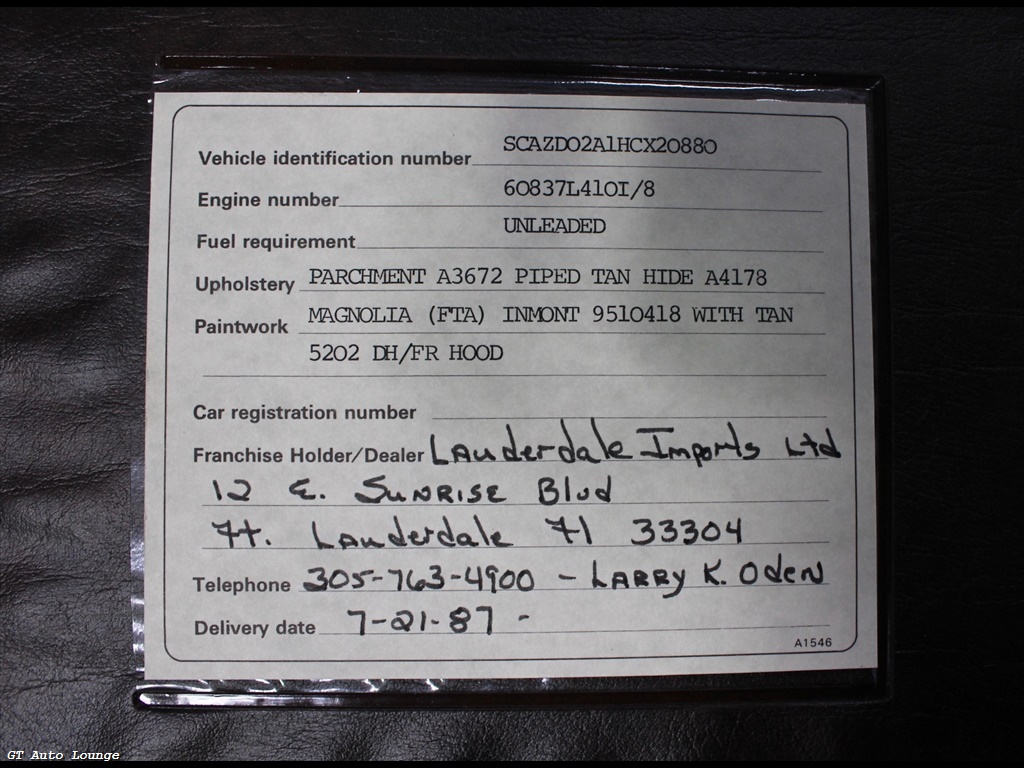 Vehicle identification number SCAZDO2A1HCX20880
Engine number 60837L410I/8
Fuel requirement UNLEADED
Upholstery PARCHMENT A3672 PIPED TAN HIDE A4178
Paintwork MAGNOLIA (FTA) INMONT 9510418 WITH TAN
5202 DH/FR HOOD
Car registration number
Franchise Holder/Dealer Lauderdale Imports Ltd
12 E. Sunrise Blvd
Ft. Lauderdale Fl 33304
Telephone 305-763-4900 - Larry K. Oden
Delivery date 7-21-87 -
A1546
GT Auto Lounge